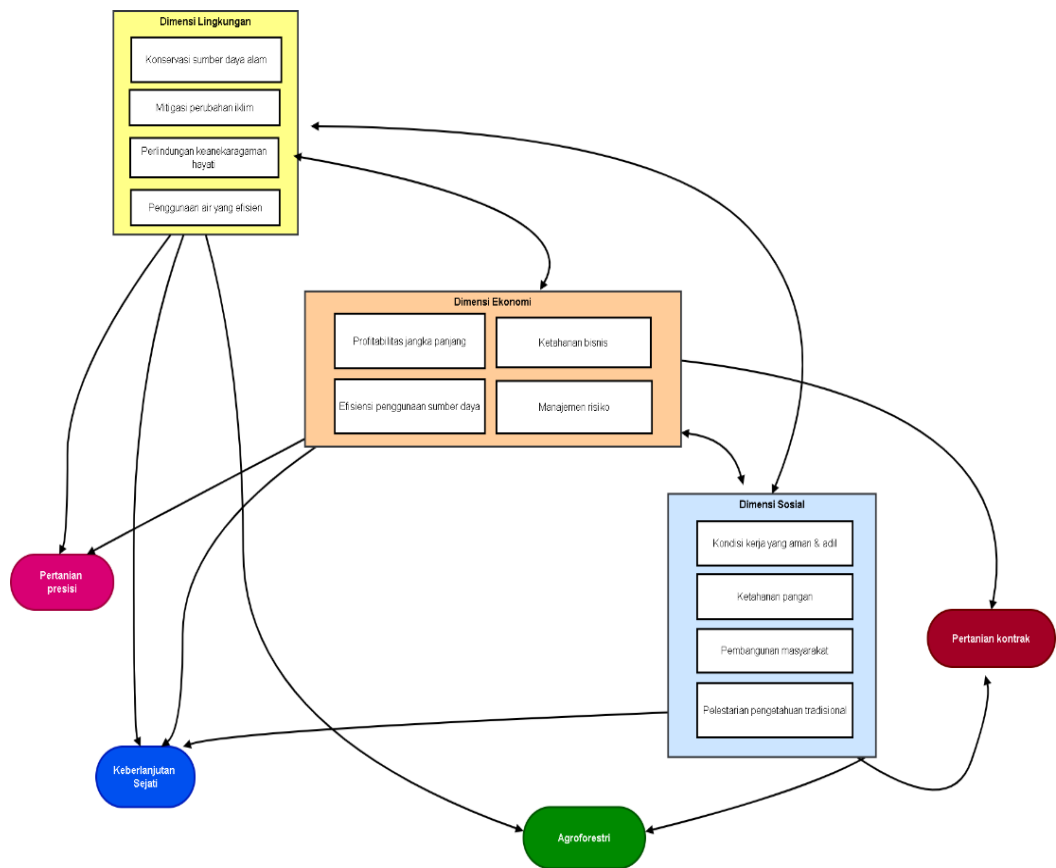 Dimensi Lingkungan
Konservasi sumber daya alam
Mitigasi perubahan iklim
Perlindungan keanekaragaman
hayati
Penggunaan air yang efisien
Dimensi Ekonomi
Profitabilitas jangka panjang
Ketahanan bisnis
Efisiensi penggunaan sumber daya
Manajemen risiko
Dimensi Sosial
Kondisi kerja yang aman & adil
Ketahanan pangan
Pembangunan masyarakat
Pelestarian pengetahuan tradisional
Pertanian
presisi
Pertanian kontrak
Keberlanjutan
Sejati
Agroforestri